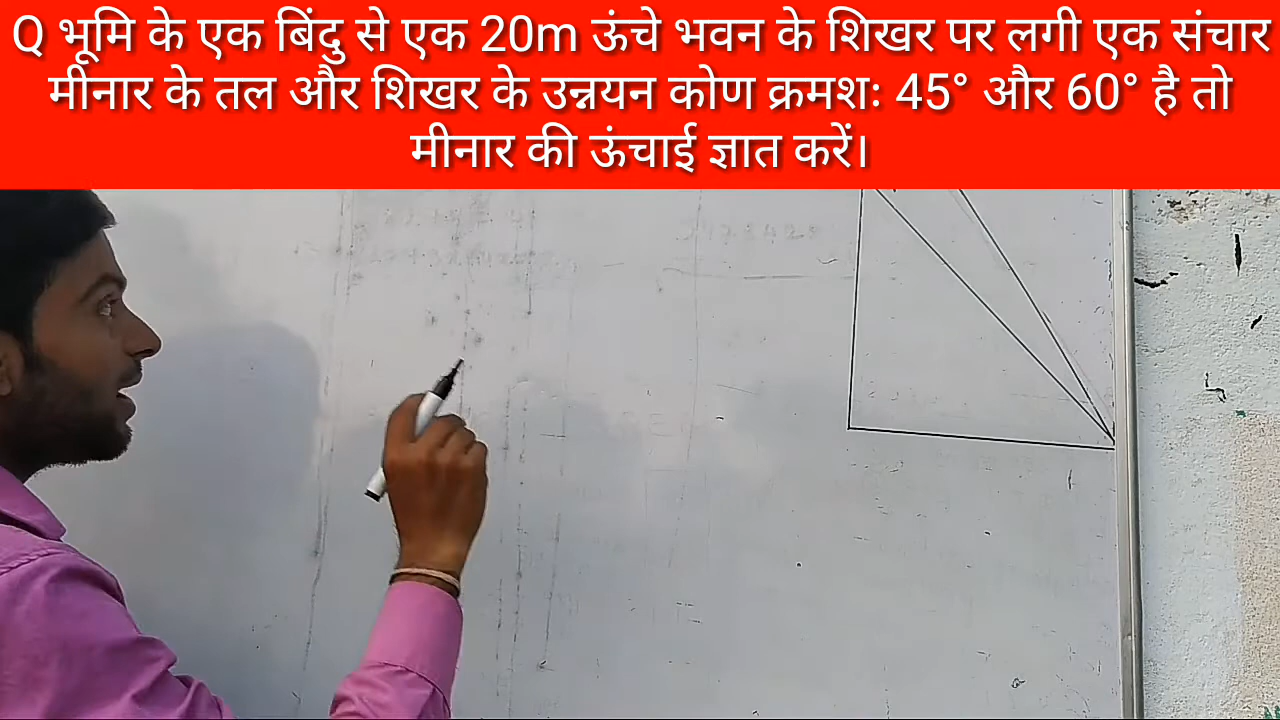 Q भूमि के एक बिंदु से एक 20m ऊंचे भवन के शिखर पर लगी एक संचार
मीनार के तल और शिखर के उन्नयन कोण क्रमशः 45° और 60° है तो
मीनार की ऊंचाई ज्ञात करें।